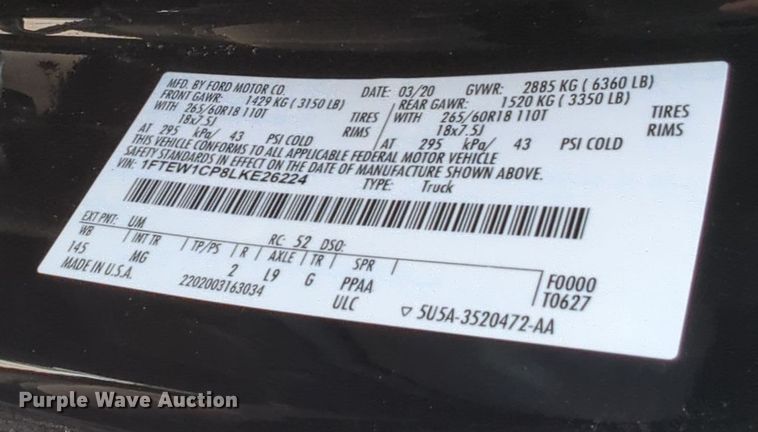 MFD. BY FORD MOTOR CO. DATE: 03/20 GVWR: 2885 KG ( 6360 LB)
FRONT GAWR: 1429 KG ( 3150 LB) REAR GAWR: 1520 KG ( 3350 LB)
WITH 265/60R18 110T TIRES WITH 265/60R18 110T TIRES
18x7.5J RIMS 18x7.5J RIMS
AT 295 kPa/ 43 PSI COLD AT 295 kPa/ 43 PSI COLD
THIS VEHICLE CONFORMS TO ALL APPLICABLE FEDERAL MOTOR VEHICLE
SAFETY STANDARDS IN EFFECT ON THE DATE OF MANUFACTURE SHOWN ABOVE.
VIN: 1FTEW1CP8LKE26224 TYPE: Truck
EXT PNT: UM RC: 52 DSO:
WB INT TR TP/PS R AXLE TR SPR F0000
145 MG 2 L9 G PPAA T0627
MADE IN U.S.A. 2202003163034 ULC 5U5A-3520472-AA
Purple Wave Auction